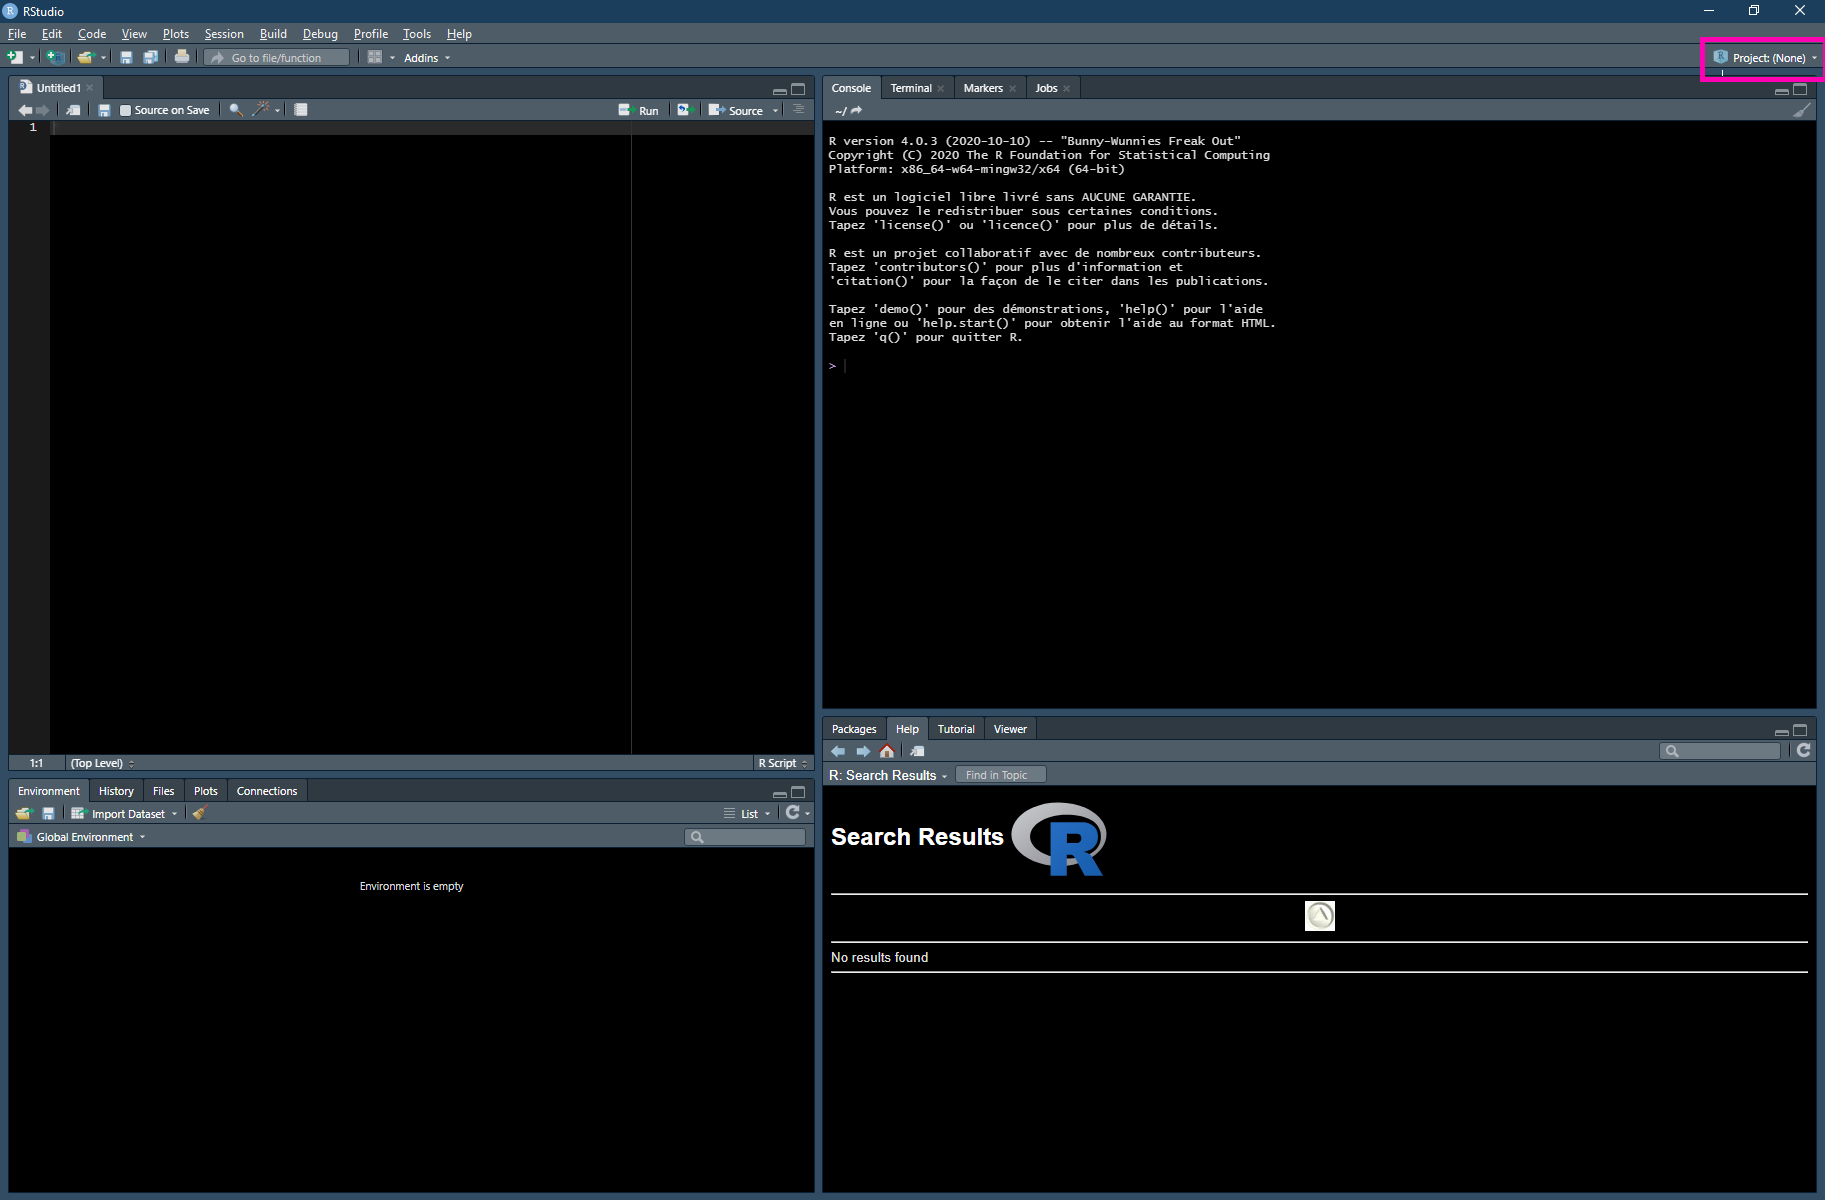 RStudio
File Edit Code View Plots Session Build Debug Profile Tools Help
Go to file/function Addins Project: (None)
Untitled1
Source on Save Run Source
1
1:1 (Top Level) R Script
Environment History Files Plots Connections
Import Dataset List
Global Environment
Environment is empty
Console Terminal Markers Jobs
~/
R version 4.0.3 (2020-10-10) -- "Bunny-Wunnies Freak Out"
Copyright (C) 2020 The R Foundation for Statistical Computing
Platform: x86_64-w64-mingw32/x64 (64-bit)
R est un logiciel libre livré sans AUCUNE GARANTIE.
Vous pouvez le redistribuer sous certaines conditions.
Tapez 'license()' ou 'licence()' pour plus de détails.
R est un projet collaboratif avec de nombreux contributeurs.
Tapez 'contributors()' pour plus d'information et
'citation()' pour la façon de le citer dans les publications.
Tapez 'demo()' pour des démonstrations, 'help()' pour l'aide
en ligne ou 'help.start()' pour obtenir l'aide au format HTML.
Tapez 'q()' pour quitter R.
>
Packages Help Tutorial Viewer
R: Search Results Find in Topic
Search Results R
No results found